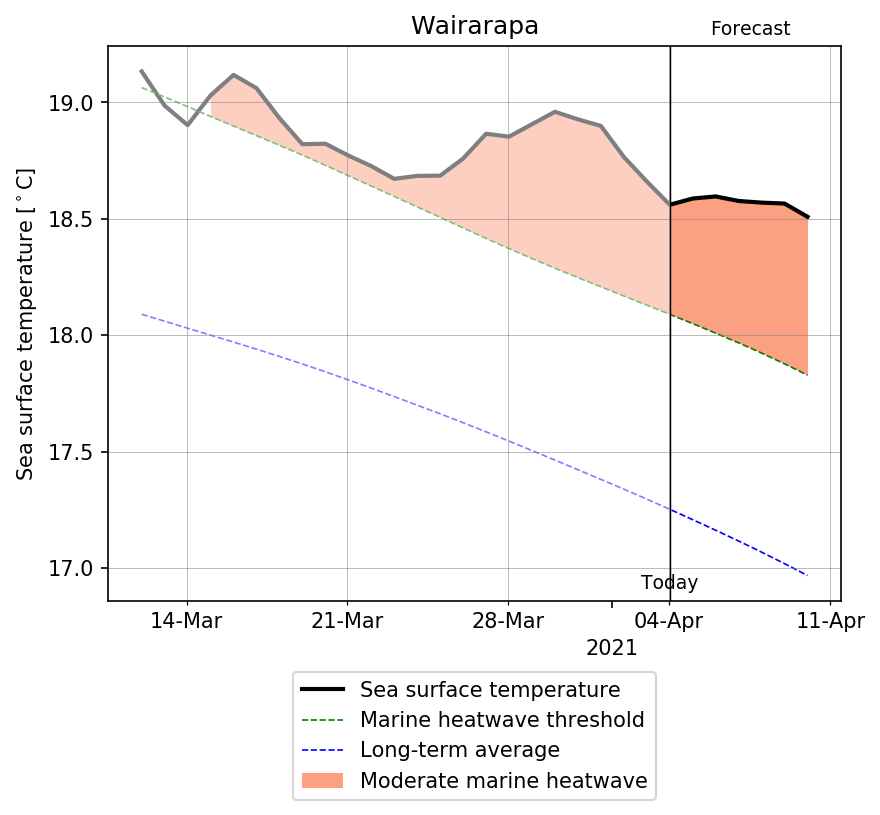 Wairarapa
Forecast
Sea surface temperature [°C]
19.0
18.5
18.0
17.5
17.0
Today
14-Mar 21-Mar 28-Mar 04-Apr 11-Apr
2021
Sea surface temperature
Marine heatwave threshold
Long-term average
Moderate marine heatwave